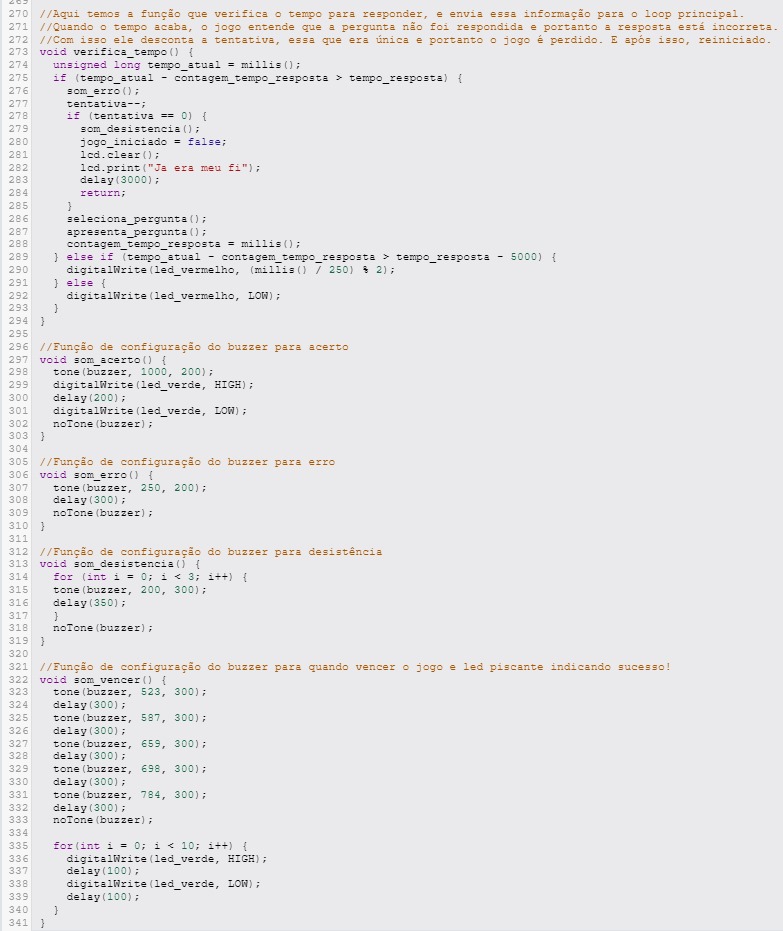 269
270 //Aqui temos a função que verifica o tempo para responder, e envia essa informação para o loop principal.
271 //Quando o tempo acaba, o jogo entende que a pergunta não foi respondida e portanto a resposta está incorreta.
272 //Com isso ele desconta a tentativa, essa que era única e portanto o jogo é perdido. E após isso, reiniciado.
273 void verifica_tempo() {
274   unsigned long tempo_atual = millis();
275   if (tempo_atual - contagem_tempo_resposta > tempo_resposta) {
276     som_erro();
277     tentativa--;
278     if (tentativa == 0) {
279       som_desistencia();
280       jogo_iniciado = false;
281       lcd.clear();
282       lcd.print("Ja era meu fi");
283       delay(3000);
284       return;
285     }
286     seleciona_pergunta();
287     apresenta_pergunta();
288     contagem_tempo_resposta = millis();
289   } else if (tempo_atual - contagem_tempo_resposta > tempo_resposta - 5000) {
290     digitalWrite(led_vermelho, (millis() / 250) % 2);
291   } else {
292     digitalWrite(led_vermelho, LOW);
293   }
294 }
295
296 //Função de configuração do buzzer para acerto
297 void som_acerto() {
298   tone(buzzer, 1000, 200);
299   digitalWrite(led_verde, HIGH);
300   delay(200);
301   digitalWrite(led_verde, LOW);
302   noTone(buzzer);
303 }
304
305 //Função de configuração do buzzer para erro
306 void som_erro() {
307   tone(buzzer, 250, 200);
308   delay(300);
309   noTone(buzzer);
310 }
311
312 //Função de configuração do buzzer para desistência
313 void som_desistencia() {
314   for (int i = 0; i < 3; i++) {
315   tone(buzzer, 200, 300);
316   delay(350);
317   }
318   noTone(buzzer);
319 }
320
321 //Função de configuração do buzzer para quando vencer o jogo e led piscante indicando sucesso!
322 void som_vencer() {
323   tone(buzzer, 523, 300);
324   delay(300);
325   tone(buzzer, 587, 300);
326   delay(300);
327   tone(buzzer, 659, 300);
328   delay(300);
329   tone(buzzer, 698, 300);
330   delay(300);
331   tone(buzzer, 784, 300);
332   delay(300);
333   noTone(buzzer);
334
335   for(int i = 0; i < 10; i++) {
336     digitalWrite(led_verde, HIGH);
337     delay(100);
338     digitalWrite(led_verde, LOW);
339     delay(100);
340   }
341 }